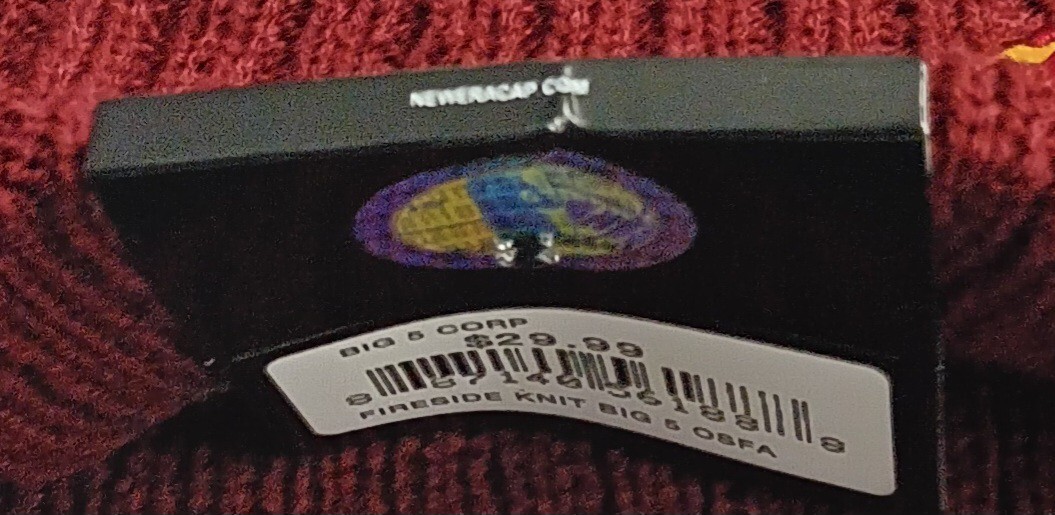 NEWERACAP.COM
BIG 5 CORP
$29.99
FIRESIDE KNIT BIG 5 OSFA